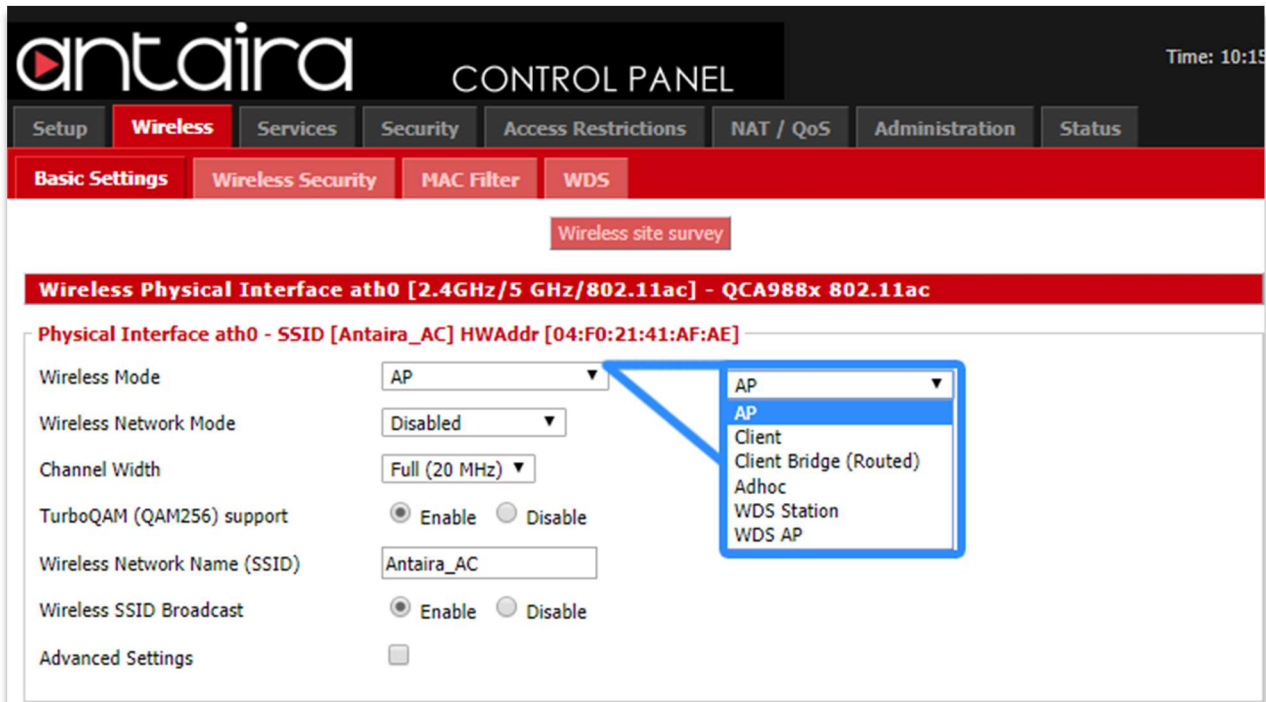 antaira
CONTROL PANEL
Time: 10:15
Setup Wireless Services Security Access Restrictions NAT / QoS Administration Status
Basic Settings Wireless Security MAC Filter WDS
Wireless site survey
Wireless Physical Interface ath0 [2.4GHz/5 GHz/802.11ac] - QCA988x 802.11ac
Physical Interface ath0 - SSID [Antaira_AC] HWAddr [04:F0:21:41:AF:AE]
Wireless Mode AP
Wireless Network Mode Disabled
Channel Width Full (20 MHz)
TurboQAM (QAM256) support Enable Disable
Wireless Network Name (SSID) Antaira_AC
Wireless SSID Broadcast Enable Disable
Advanced Settings
AP
AP
Client
Client Bridge (Routed)
Adhoc
WDS Station
WDS AP